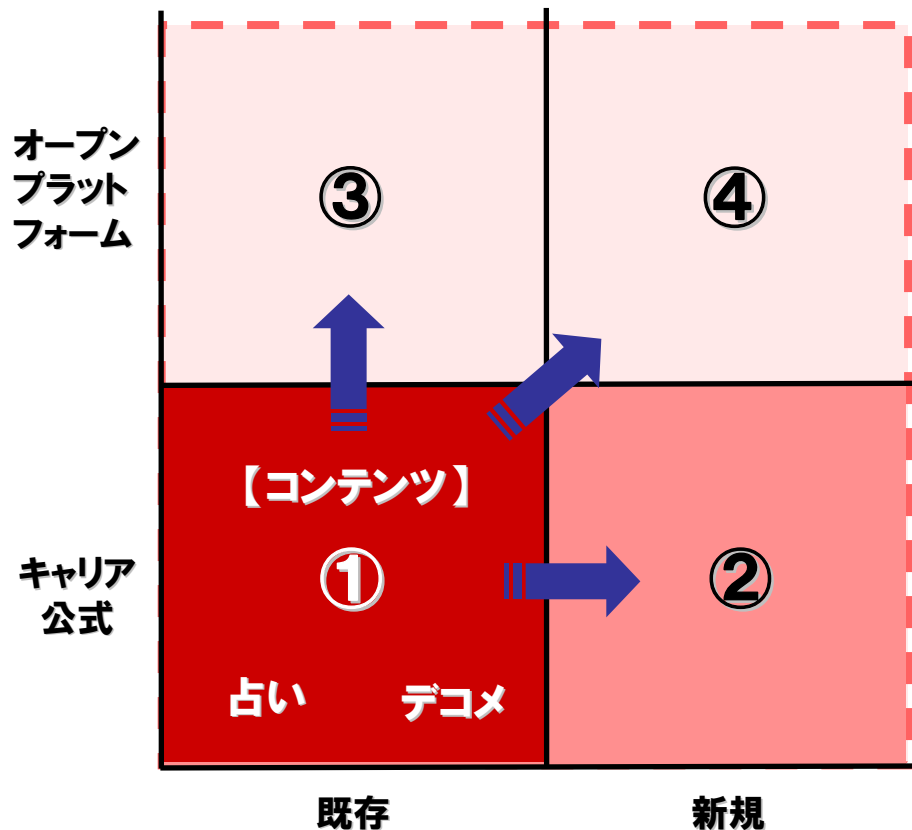 オープン
プラット
フォーム
③
④
【コンテンツ】
キャリア
公式
①
②
占い
デコメ
既存
新規